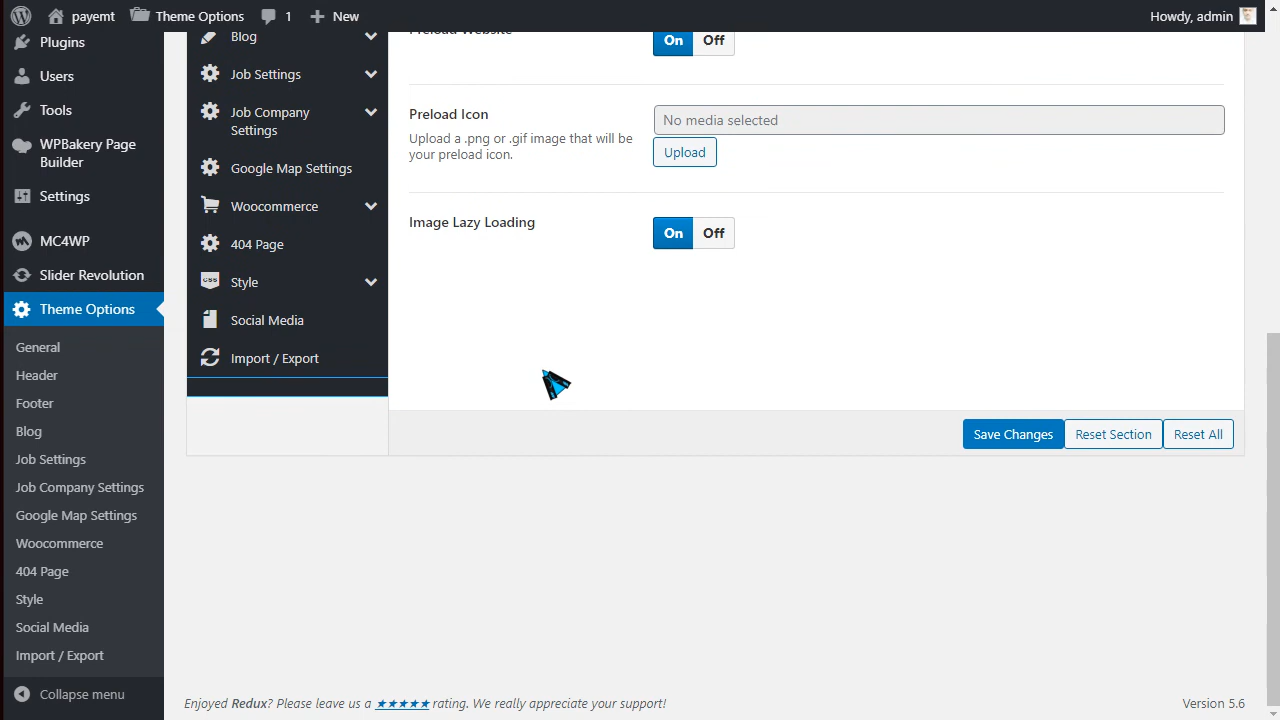 payemt
Theme Options
1
New
Howdy, admin
Plugins
Users
Tools
WPBakery Page
Builder
Settings
MC4WP
Slider Revolution
Theme Options
General
Header
Footer
Blog
Job Settings
Job Company Settings
Google Map Settings
Woocommerce
404 Page
Style
Social Media
Import / Export
Collapse menu
Blog
Job Settings
Job Company
Settings
Google Map Settings
Woocommerce
404 Page
CSS
Style
Social Media
Import / Export
Preload Website
On Off
Preload Icon
Upload a .png or .gif image that will be
your preload icon.
No media selected
Upload
Image Lazy Loading
On Off
Save Changes
Reset Section
Reset All
Enjoyed Redux? Please leave us a ★★★★★ rating. We really appreciate your support!
Version 5.6